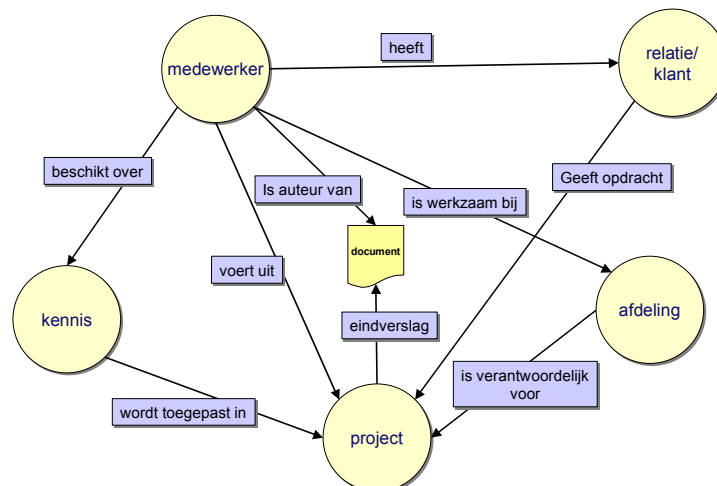 heeft
relatie/
klant
medewerker
beschikt over
Is auteur van
Geeft opdracht
is werkzaam bij
document
voert uit
kennis
eindverslag
afdeling
is verantwoordelijk
voor
wordt toegepast in
project